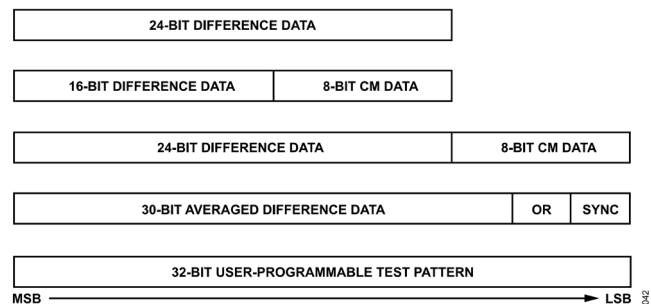 24-BIT DIFFERENCE DATA
16-BIT DIFFERENCE DATA 8-BIT CM DATA
24-BIT DIFFERENCE DATA 8-BIT CM DATA
30-BIT AVERAGED DIFFERENCE DATA OR SYNC
32-BIT USER-PROGRAMMABLE TEST PATTERN
MSB LSB
042